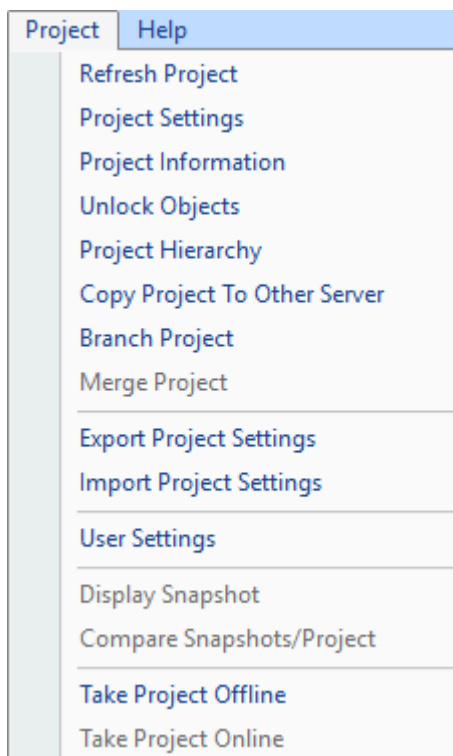 Project Help
Refresh Project
Project Settings
Project Information
Unlock Objects
Project Hierarchy
Copy Project To Other Server
Branch Project
Merge Project
Export Project Settings
Import Project Settings
User Settings
Display Snapshot
Compare Snapshots/Project
Take Project Offline
Take Project Online